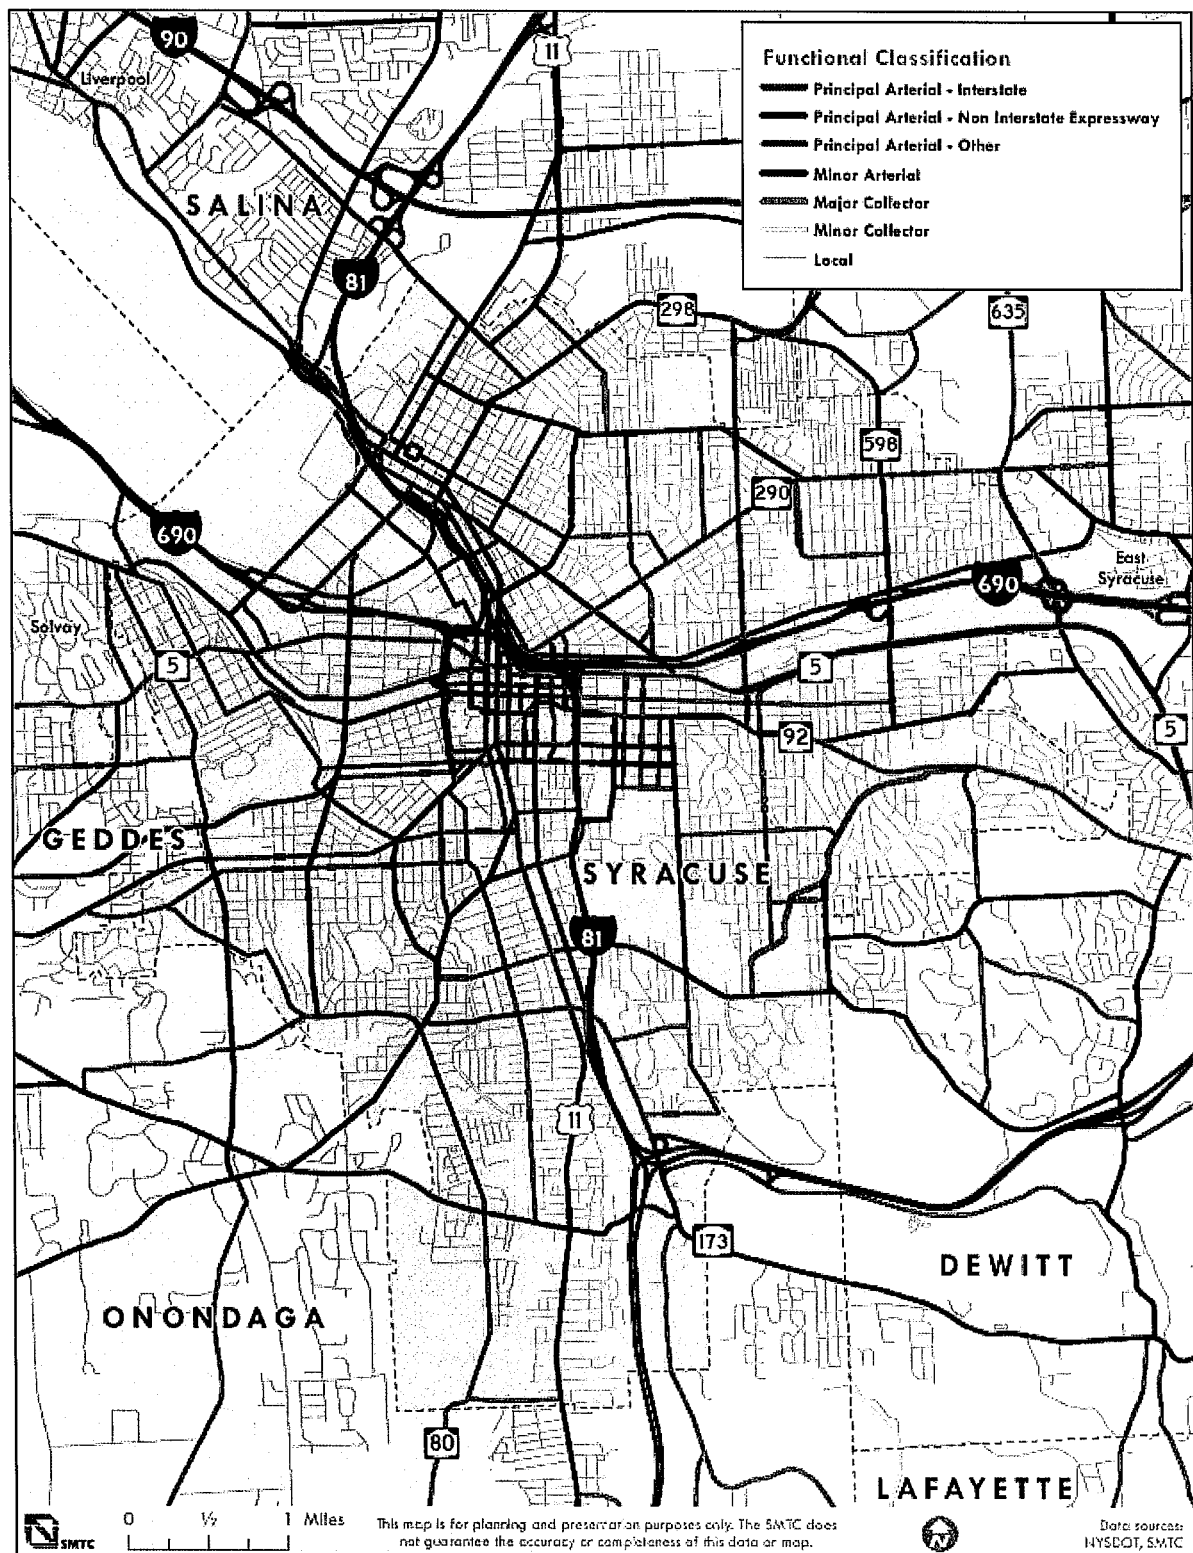 90
11
Liverpool
Functional Classification
Principal Arterial - Interstate
Principal Arterial - Non Interstate Expressway
Principal Arterial - Other
Minor Arterial
Major Collector
Minor Collector
Local
SALINA
81
298
635
598
290
690
East
Syracuse
690
Solvay
5
5
5
92
GEDDES
SYRACUSE
81
11
173
DEWITT
ONONDAGA
80
LAFAYETTE
SMTC
0 ½ 1 Miles
This map is for planning and presentation purposes only. The SMTC does
not guarantee the accuracy or completeness of this data or map.
Data sources:
NYSDOT, SMTC